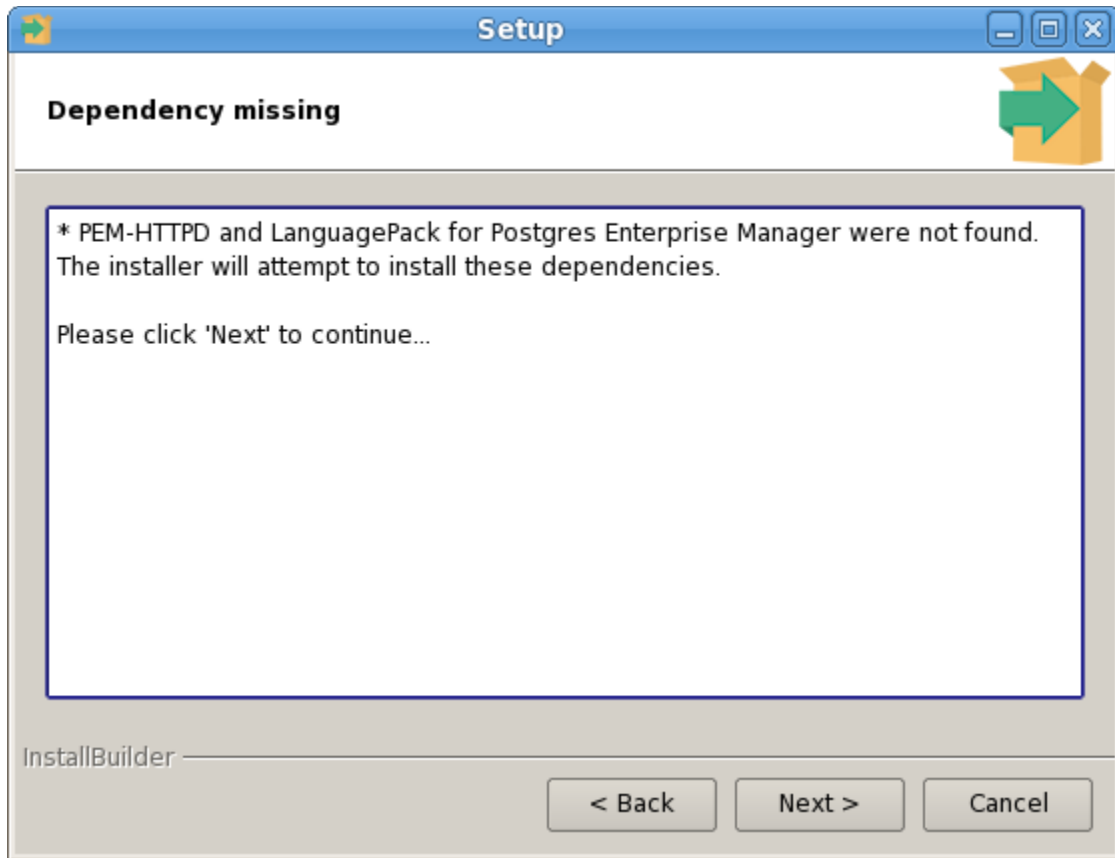 Setup
Dependency missing
* PEM-HTTPD and LanguagePack for Postgres Enterprise Manager were not found.
The installer will attempt to install these dependencies.
Please click 'Next' to continue...
InstallBuilder
< Back
Next >
Cancel